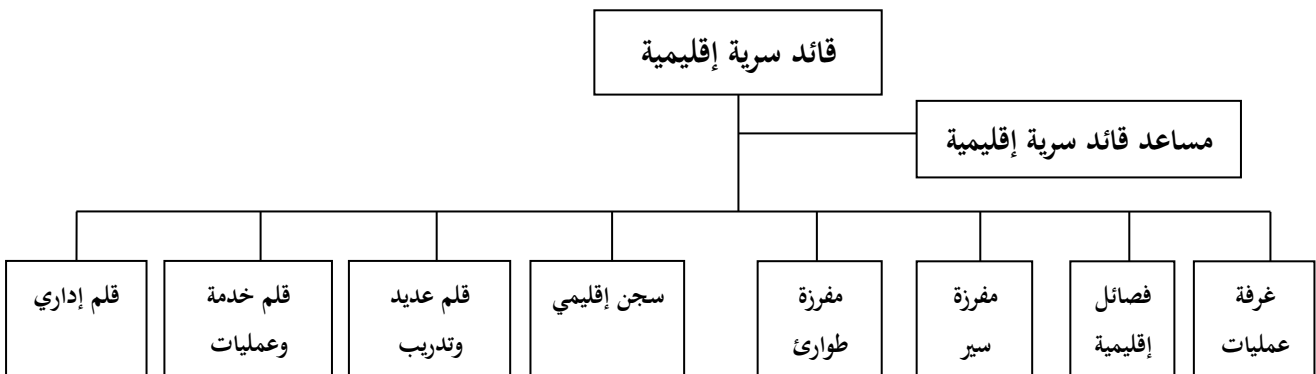 قائد سرية إقليمية
مساعد قائد سرية إقليمية
غرفة
عمليات
فصائل
إقليمية
مفرزة
سير
مفرزة
طوارئ
سجن إقليمي
قلم عديد
وتدريب
قلم خدمة
وعمليات
قلم إداري